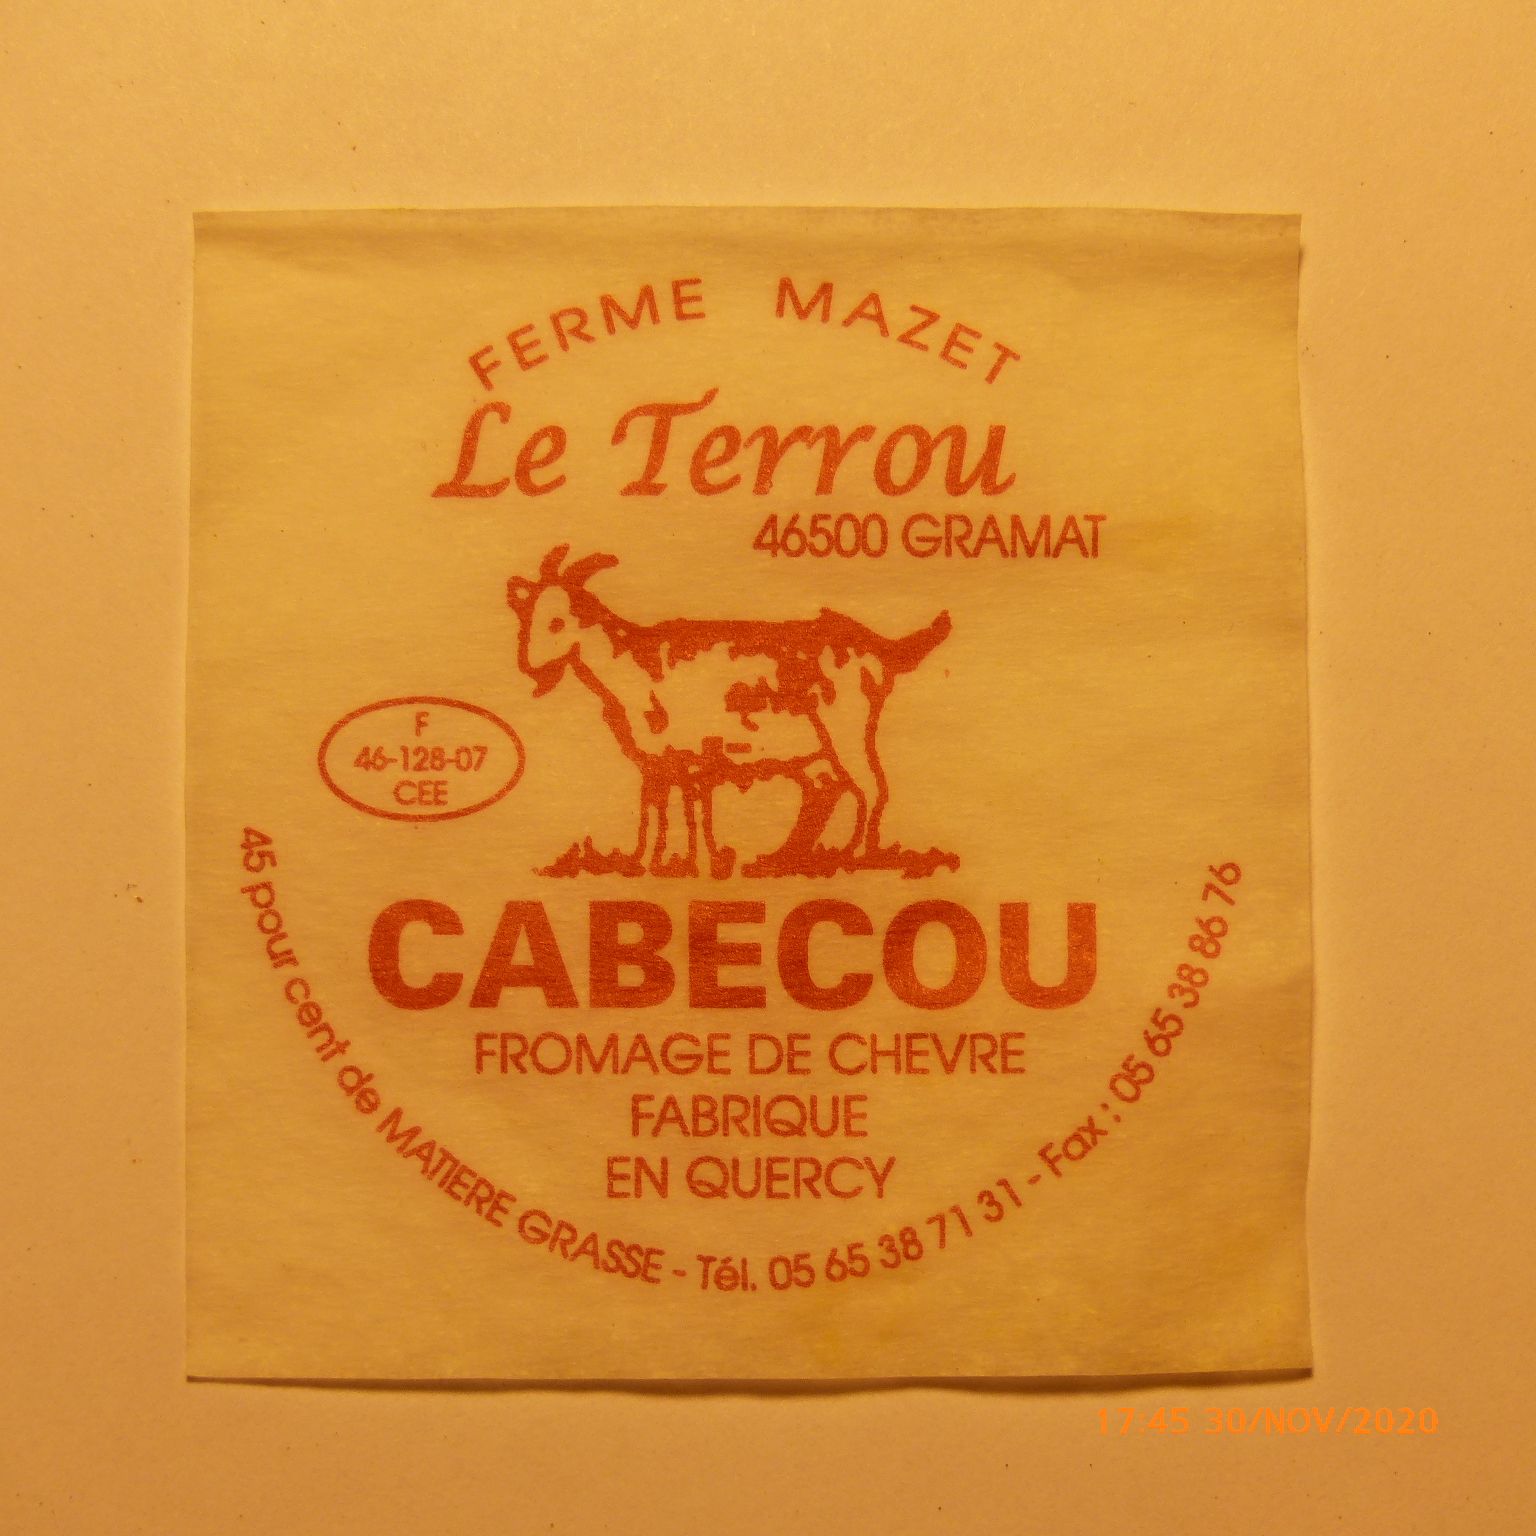 FERME MAZET
Le Terrou
46500 GRAMAT
F
46-128-07
CEE
CABECOU
FROMAGE DE CHEVRE
FABRIQUE
EN QUERCY
45 pour cent de MATIERE GRASSE - Tél. 05 65 38 71 31 - Fax : 05 65 38 86 76
17:45 30/NOV/2020